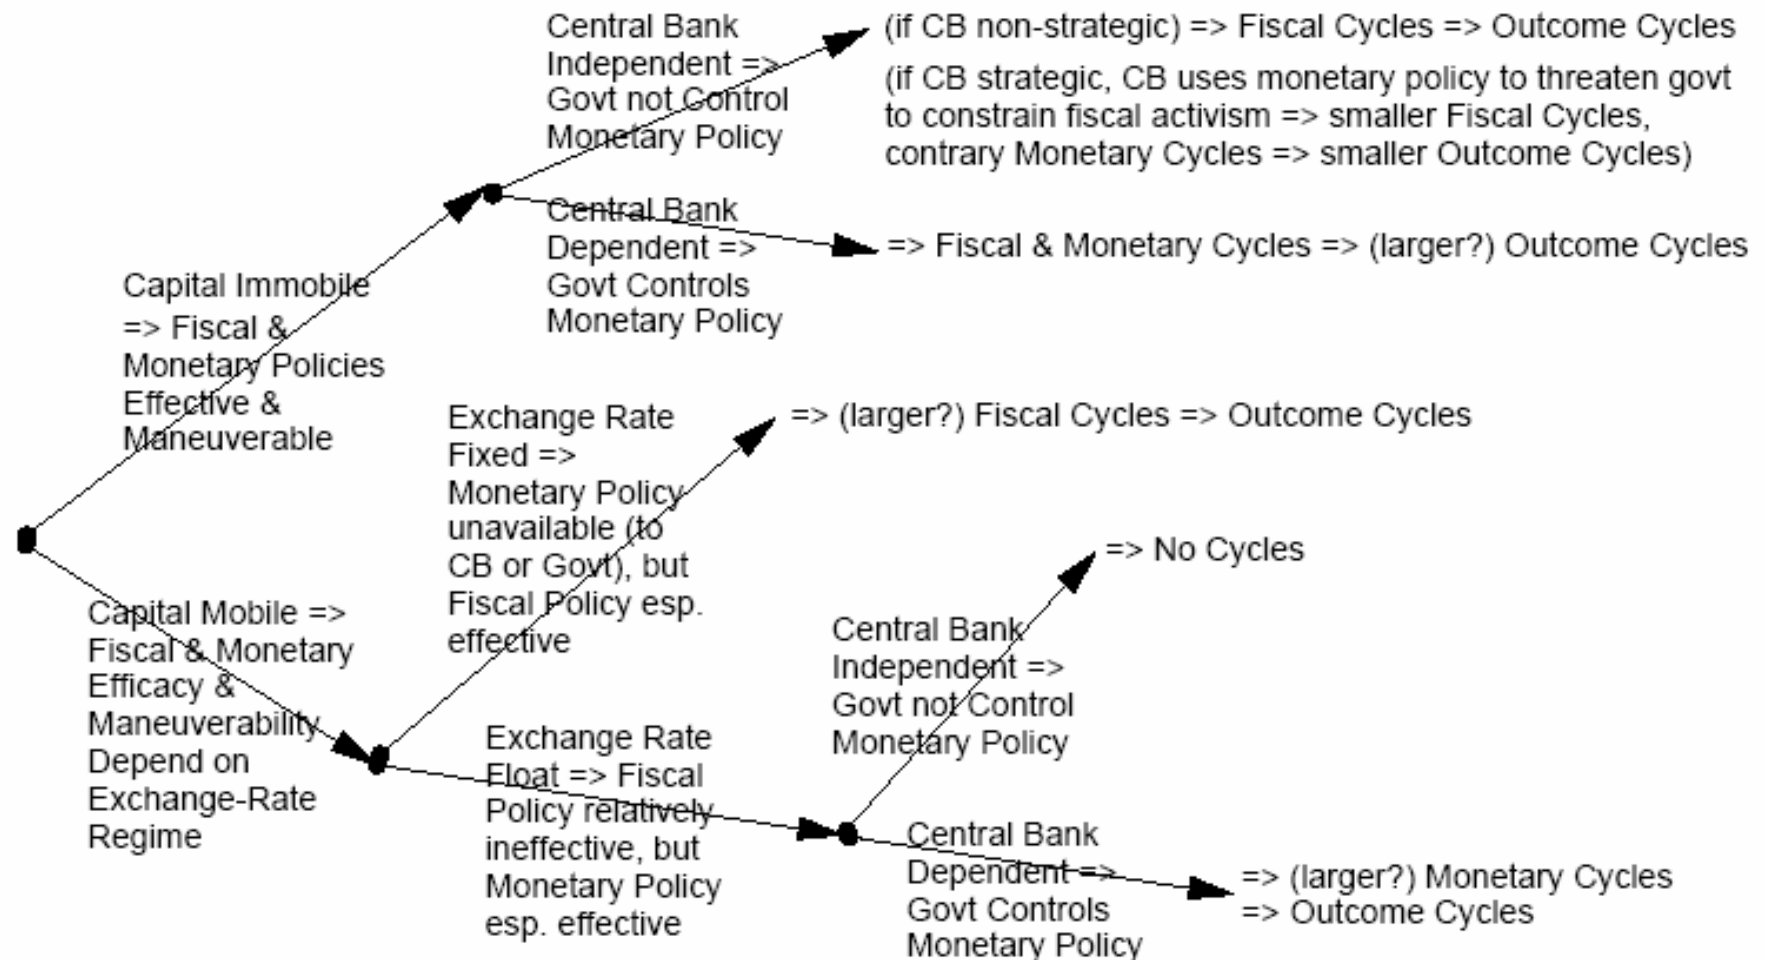 Central Bank
Independent =>
Govt not Control
Monetary Policy
(if CB non-strategic) => Fiscal Cycles => Outcome Cycles
(if CB strategic, CB uses monetary policy to threaten govt
to constrain fiscal activism => smaller Fiscal Cycles,
contrary Monetary Cycles => smaller Outcome Cycles)
Central Bank
Dependent =>
Govt Controls
Monetary Policy
=> Fiscal & Monetary Cycles => (larger?) Outcome Cycles
Capital Immobile
=> Fiscal &
Monetary Policies
Effective &
Maneuverable
Exchange Rate
Fixed =>
Monetary Policy
unavailable (to
CB or Govt), but
Fiscal Policy esp.
effective
=> (larger?) Fiscal Cycles => Outcome Cycles
Capital Mobile =>
Fiscal & Monetary
Efficacy &
Maneuverability
Depend on
Exchange-Rate
Regime
Exchange Rate
Float => Fiscal
Policy relatively
ineffective, but
Monetary Policy
esp. effective
Central Bank
Independent =>
Govt not Control
Monetary Policy
=> No Cycles
Central Bank
Dependent =>
Govt Controls
Monetary Policy
=> (larger?) Monetary Cycles
=> Outcome Cycles